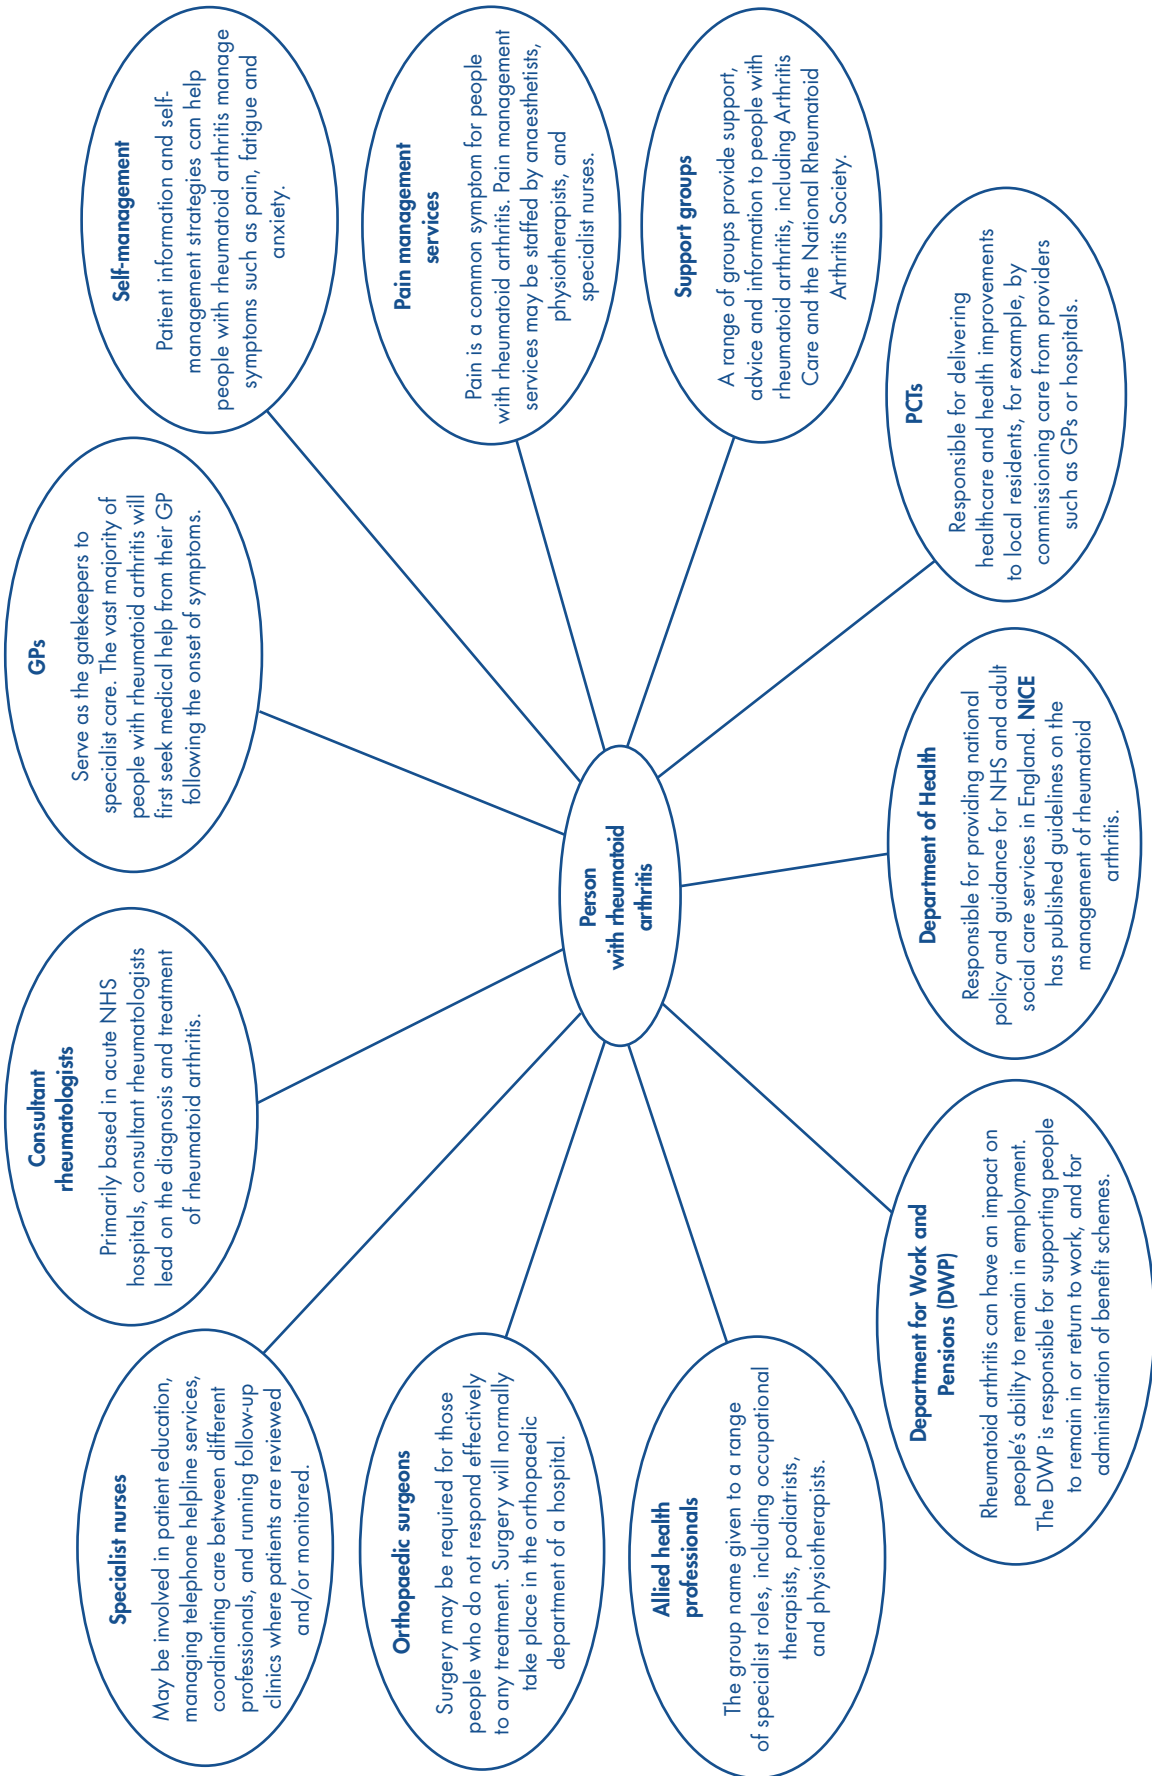 Specialist nurses
May be involved in patient education,
managing telephone helpline services,
coordinating care between different
professionals, and running follow-up
clinics where patients are reviewed
and/or monitored.
Consultant
rheumatologists
Primarily based in acute NHS
hospitals, consultant rheumatologists
lead on the diagnosis and treatment
of rheumatoid arthritis.
GPs
Serve as the gatekeepers to
specialist care. The vast majority of
people with rheumatoid arthritis will
first seek medical help from their GP
following the onset of symptoms.
Self-management
Patient information and self-
management strategies can help
people with rheumatoid arthritis manage
symptoms such as pain, fatigue and
anxiety.
Orthopaedic surgeons
Surgery may be required for those
people who do not respond effectively
to any treatment. Surgery will normally
take place in the orthopaedic
department of a hospital.
Person
with rheumatoid
arthritis
Pain management
services
Pain is a common symptom for people
with rheumatoid arthritis. Pain management
services may be staffed by anaesthetists,
physiotherapists, and
specialist nurses.
Allied health
professionals
The group name given to a range
of specialist roles, including occupational
therapists, podiatrists,
and physiotherapists.
Support groups
A range of groups provide support,
advice and information to people with
rheumatoid arthritis, including Arthritis
Care and the National Rheumatoid
Arthritis Society.
Department for Work and
Pensions (DWP)
Rheumatoid arthritis can have an impact on
people's ability to remain in employment.
The DWP is responsible for supporting people
to remain in or return to work, and for
administration of benefit schemes.
Department of Health
Responsible for providing national
policy and guidance for NHS and adult
social care services in England. NICE
has published guidelines on the
management of rheumatoid
arthritis.
PCTs
Responsible for delivering
healthcare and health improvements
to local residents, for example, by
commissioning care from providers
such as GPs or hospitals.